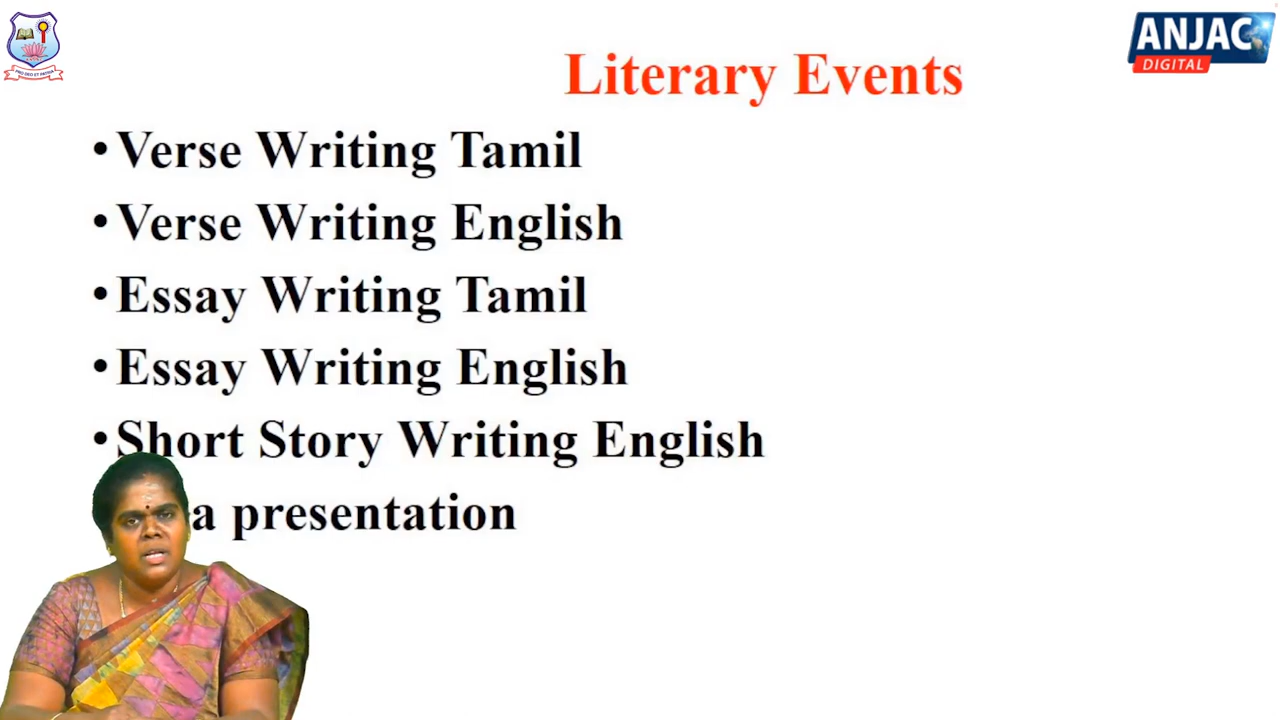 ANJAC
DIGITAL
Literary Events
• Verse Writing Tamil
• Verse Writing English
• Essay Writing Tamil
• Essay Writing English
• Short Story Writing English
a presentation